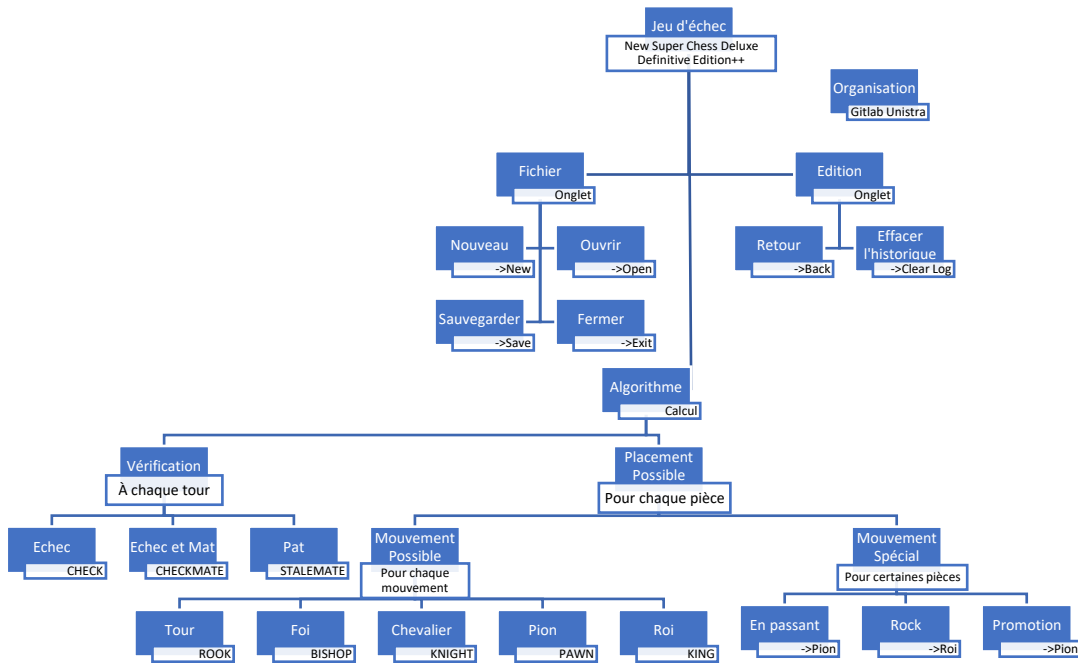 Jeu d'échec
New Super Chess Deluxe
Definitive Edition++
Organisation
Gitlab Unistra
Fichier
Onglet
Edition
Onglet
Nouveau
->New
Ouvrir
->Open
Retour
->Back
Effacer
l'historique
->Clear Log
Sauvegarder
->Save
Fermer
->Exit
Algorithme
Calcul
Vérification
À chaque tour
Placement
Possible
Pour chaque pièce
Echec
CHECK
Echec et Mat
CHECKMATE
Pat
STALEMATE
Mouvement
Possible
Pour chaque
mouvement
Mouvement
Spécial
Pour certaines pièces
Tour
ROOK
Foi
BISHOP
Chevalier
KNIGHT
Pion
PAWN
Roi
KING
En passant
->Pion
Rock
->Roi
Promotion
->Pion